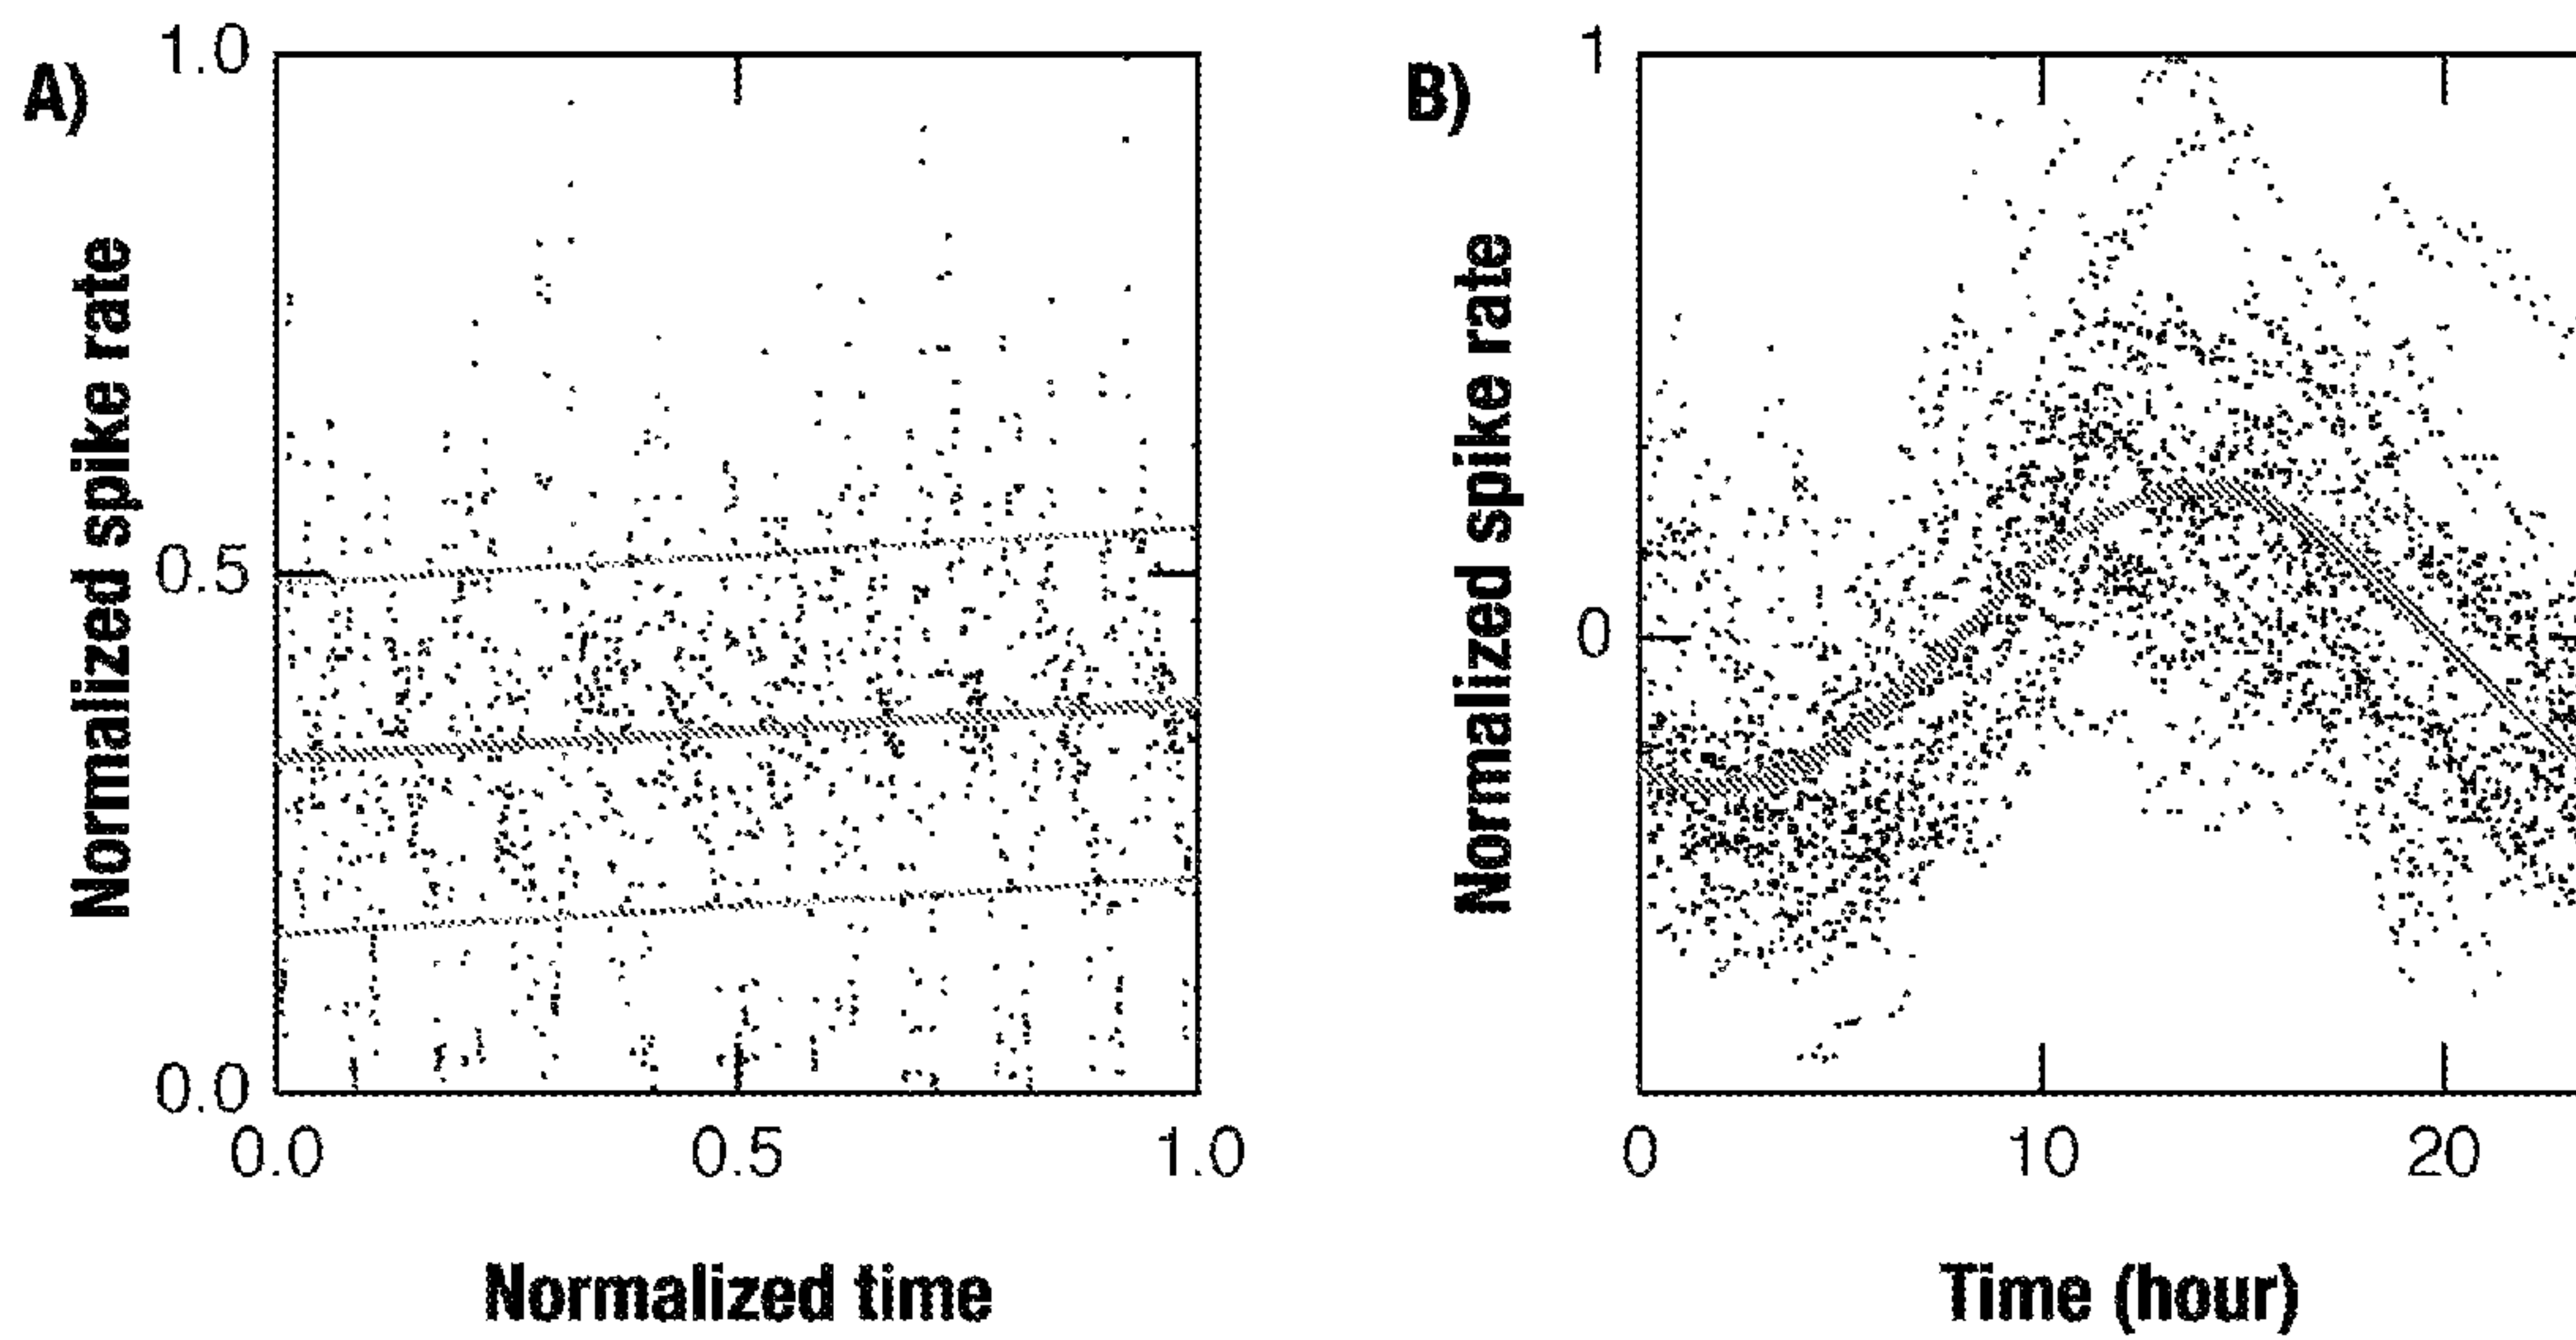 A)
Normalized spike rate
1.0
0.5
0.0
0.0 0.5 1.0
Normalized time
B)
Normalized spike rate
1
0
0 10 20
Time (hour)